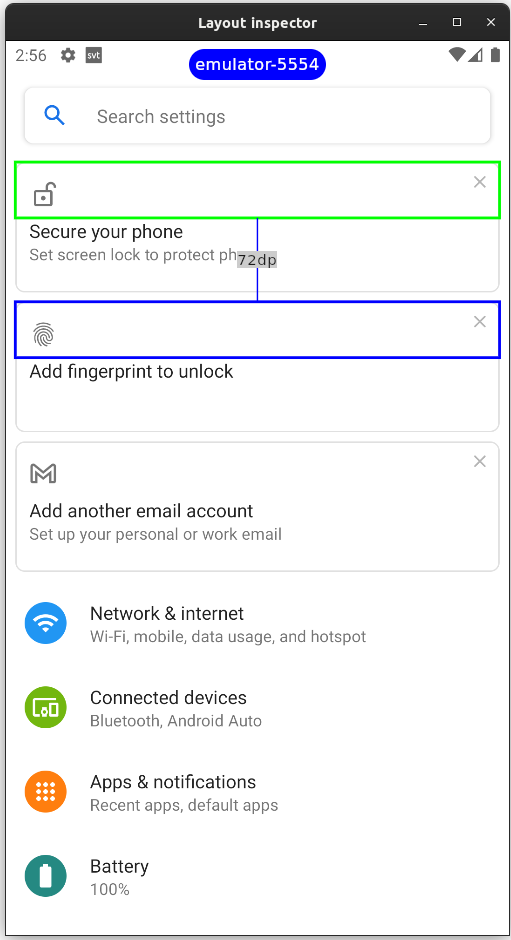 Layout inspector
2:56
svt
emulator-5554
Search settings
Secure your phone
Set screen lock to protect ph
72dp
Add fingerprint to unlock
Add another email account
Set up your personal or work email
Network & internet
Wi-Fi, mobile, data usage, and hotspot
Connected devices
Bluetooth, Android Auto
Apps & notifications
Recent apps, default apps
Battery
100%